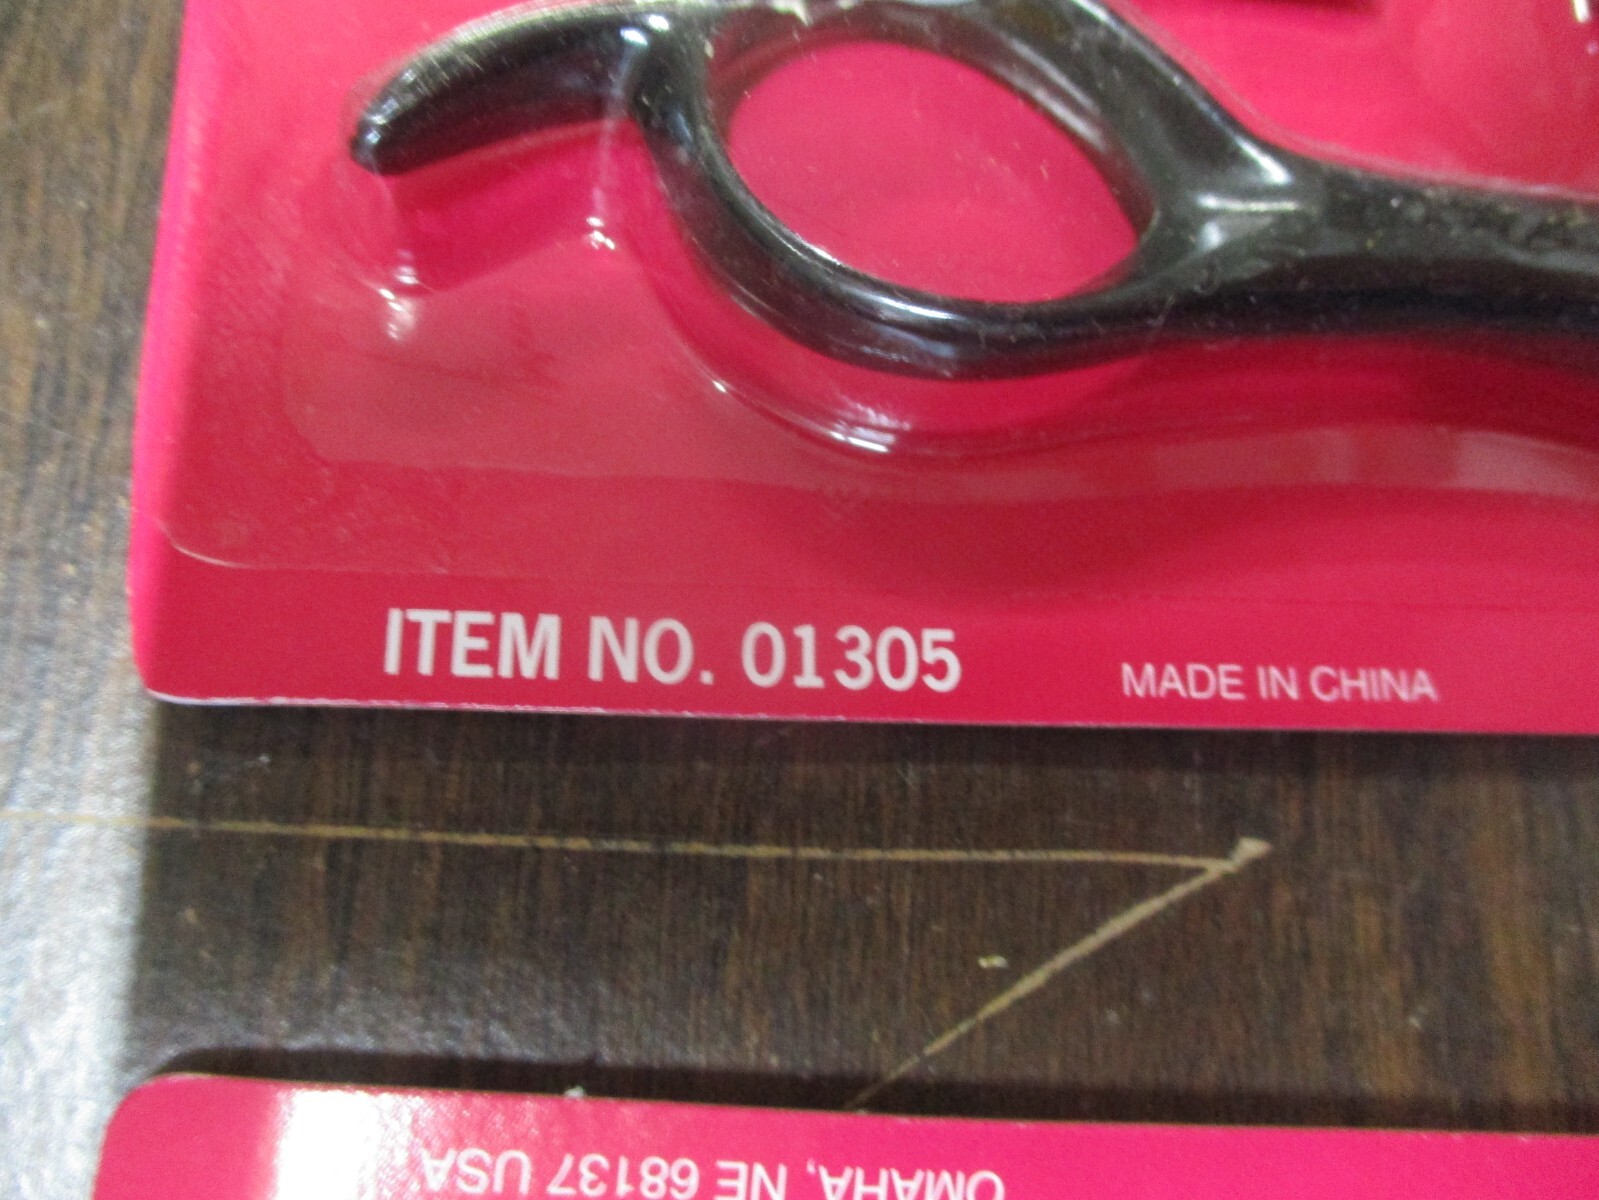 ITEM NO. 01305
MADE IN CHINA
OMAHA, NE 68137 USA